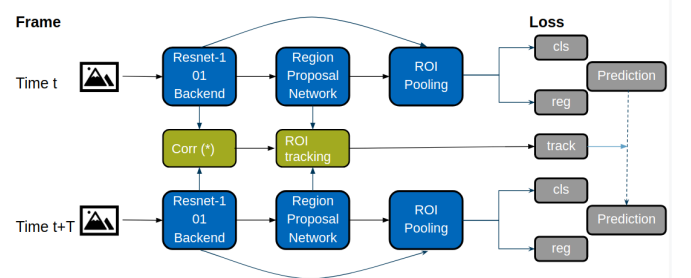 Frame
Loss
Time t
Resnet-1
01
Backend
Region
Proposal
Network
ROI
Pooling
cls
reg
Prediction
Corr (*)
ROI
tracking
track
Time t+T
Resnet-1
01
Backend
Region
Proposal
Network
ROI
Pooling
cls
reg
Prediction